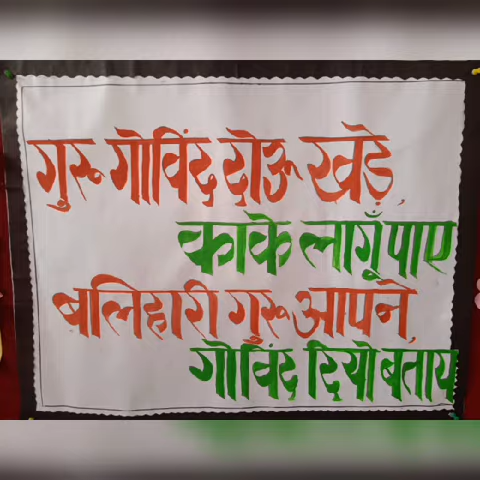 गुरू गोविंद दोऊ खड़े,
काके लागूँ पाए
बलिहारी गुरू आपने,
गोविंद दियो बताय